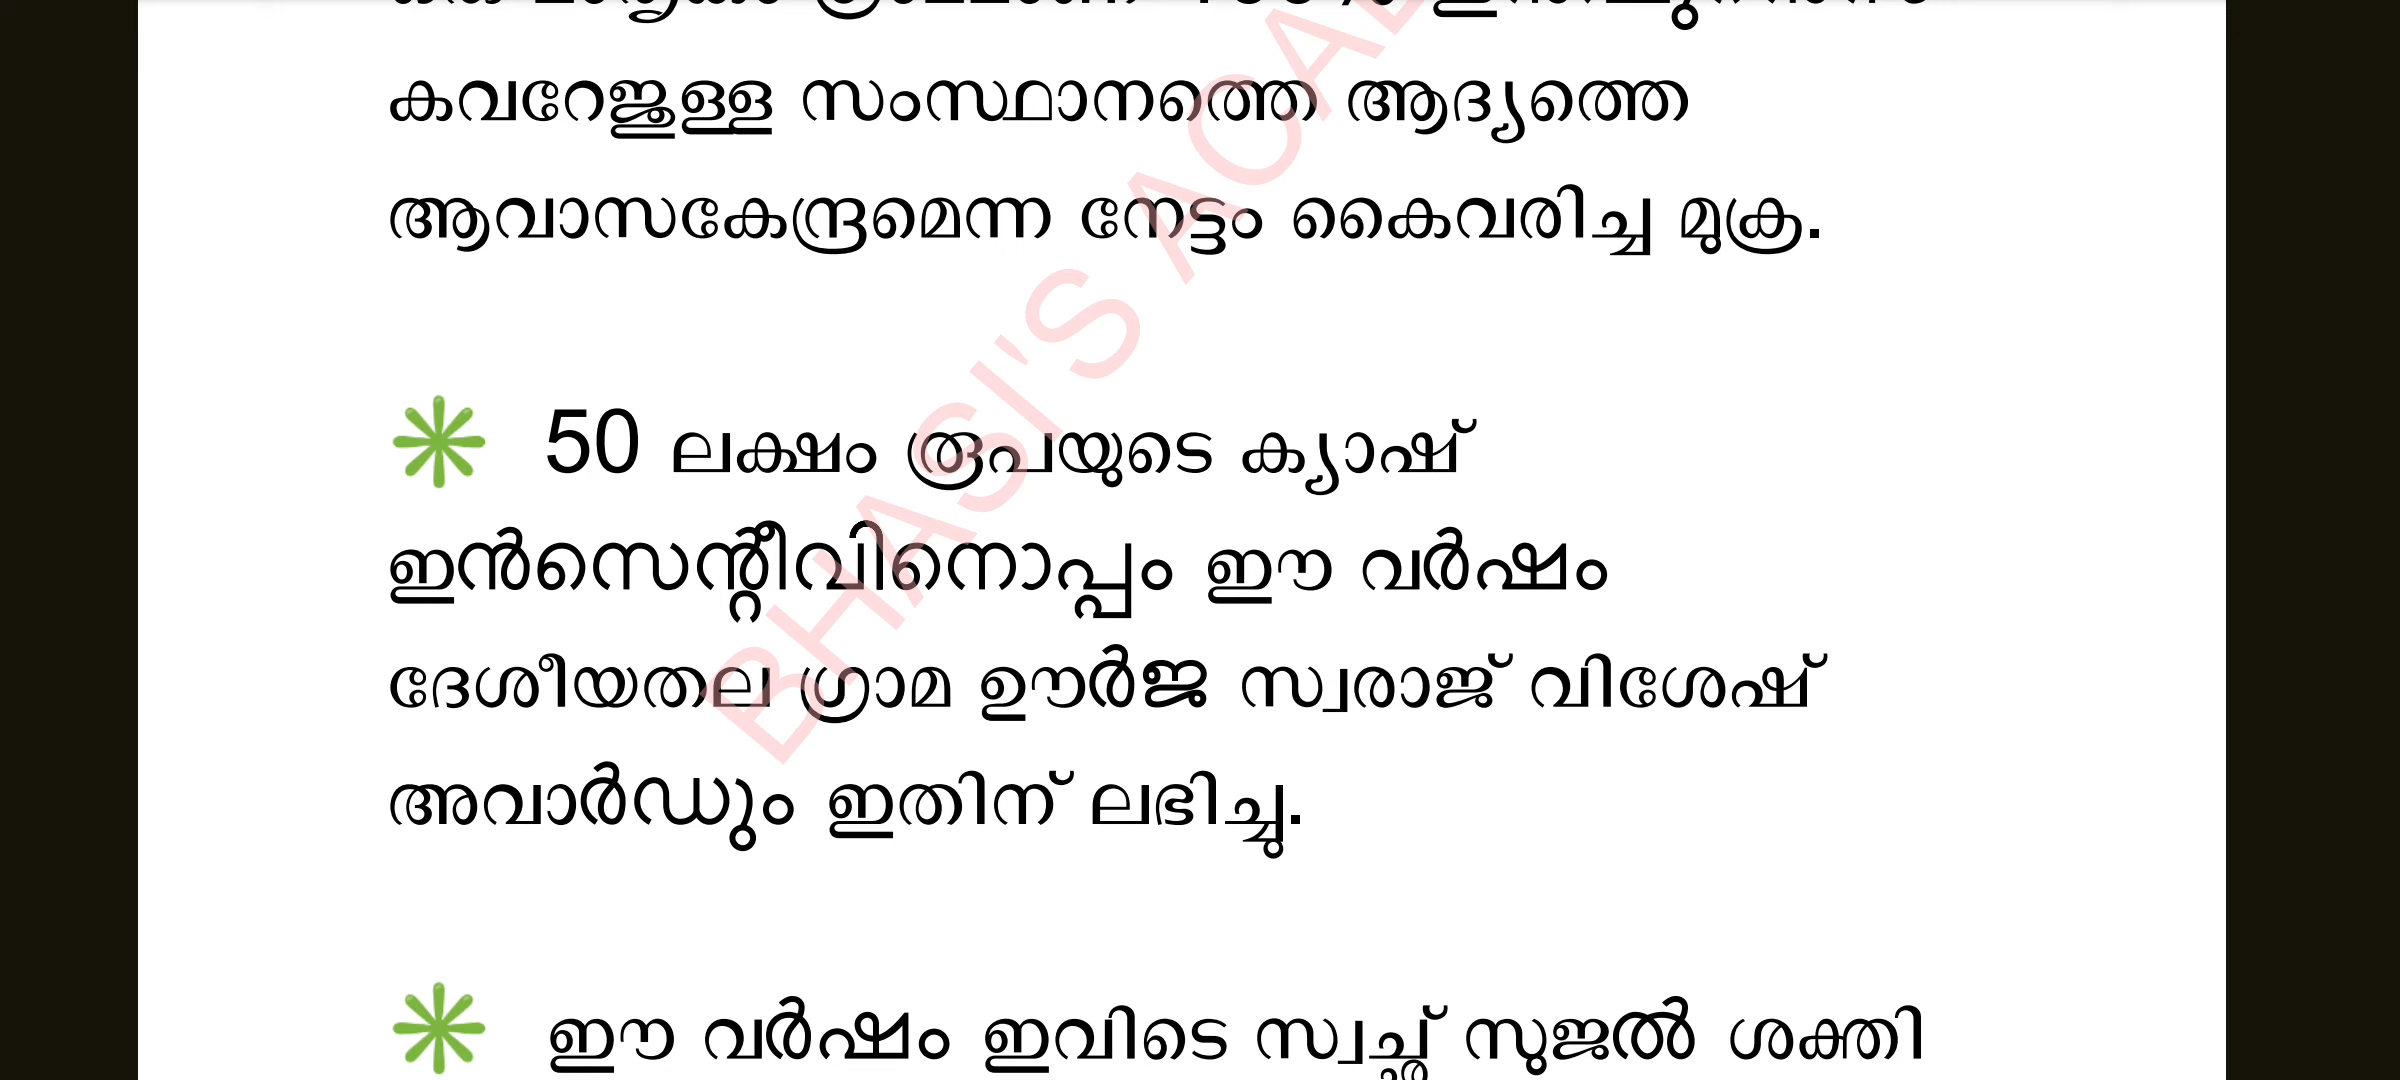 കവറേജുള്ള സംസ്ഥാനത്തെ ആദ്യത്തെ
ആവാസകേന്ദ്രമെന്ന നേട്ടം കൈവരിച്ച മുക്ര.
✳ 50 ലക്ഷം രൂപയുടെ ക്യാഷ്
ഇൻസെന്റീവിനൊപ്പം ഈ വർഷം
ദേശീയതല ഗ്രാമ ഊർജ സ്വരാജ് വിശേഷ്
അവാർഡും ഇതിന് ലഭിച്ചു.
✳ ഈ വർഷം ഇവിടെ സ്വച്ഛ് സുജൽ ശക്തി
BHASI'S